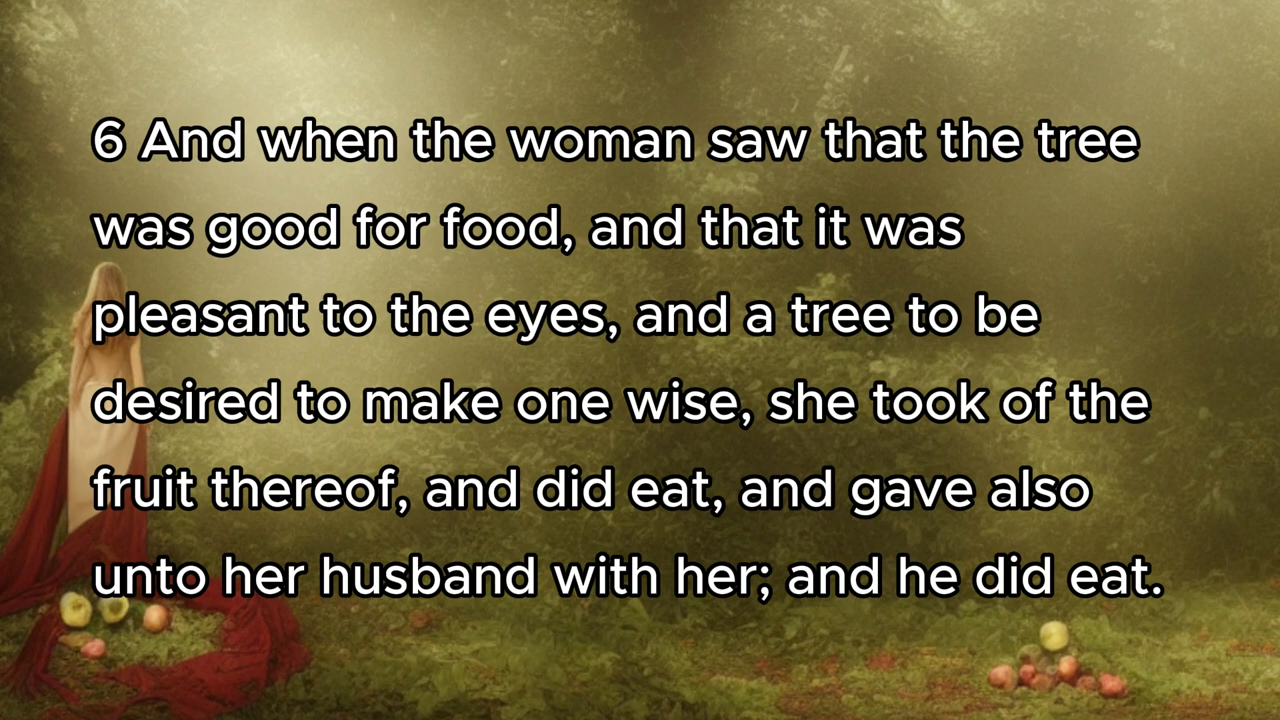 6 And when the woman saw that the tree
was good for food, and that it was
pleasant to the eyes, and a tree to be
desired to make one wise, she took of the
fruit thereof, and did eat, and gave also
unto her husband with her; and he did eat.